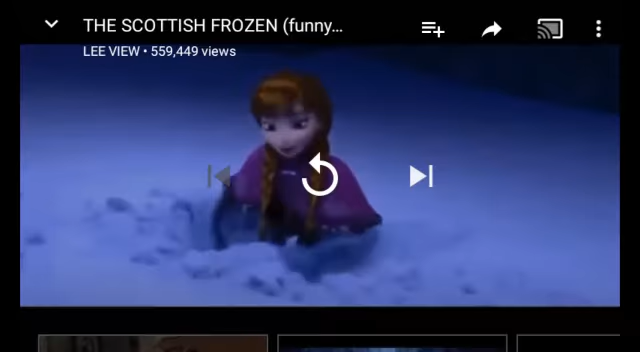 THE SCOTTISH FROZEN (funny...
LEE VIEW • 559,449 views